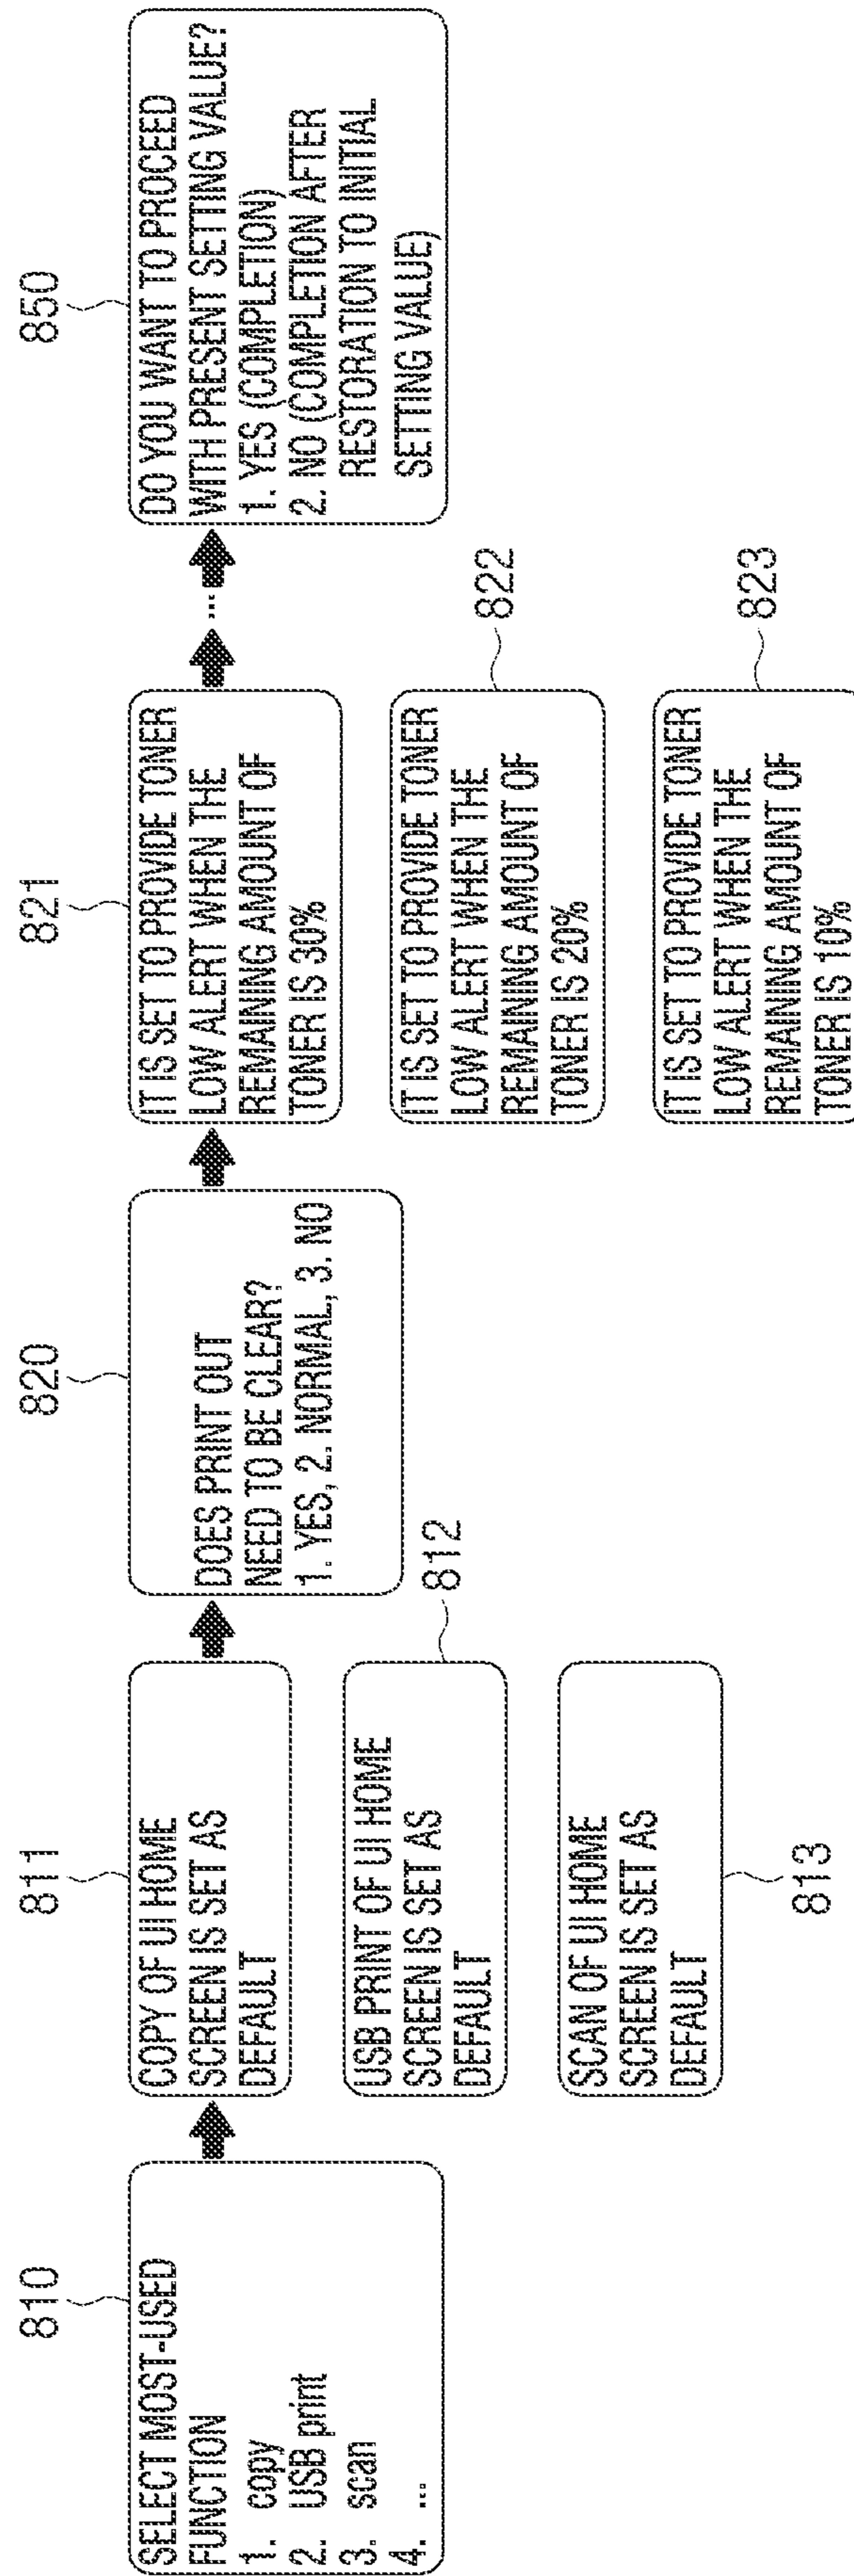 810
SELECT MOST-USED
FUNCTION
1. copy
2. USB print
3. scan
4. ...
811
COPY OF UI HOME
SCREEN IS SET AS
DEFAULT
USB PRINT OF UI HOME
SCREEN IS SET AS
DEFAULT
812
SCAN OF UI HOME
SCREEN IS SET AS
DEFAULT
813
820
DOES PRINT OUT
NEED TO BE CLEAR?
1. YES, 2. NORMAL, 3. NO
821
IT IS SET TO PROVIDE TONER
LOW ALERT WHEN THE
REMAINING AMOUNT OF
TONER IS 30%
IT IS SET TO PROVIDE TONER
LOW ALERT WHEN THE
REMAINING AMOUNT OF
TONER IS 20%
822
IT IS SET TO PROVIDE TONER
LOW ALERT WHEN THE
REMAINING AMOUNT OF
TONER IS 10%
823
...
850
DO YOU WANT TO PROCEED
WITH PRESENT SETTING VALUE?
1. YES (COMPLETION)
2. NO (COMPLETION AFTER
RESTORATION TO INITIAL
SETTING VALUE)